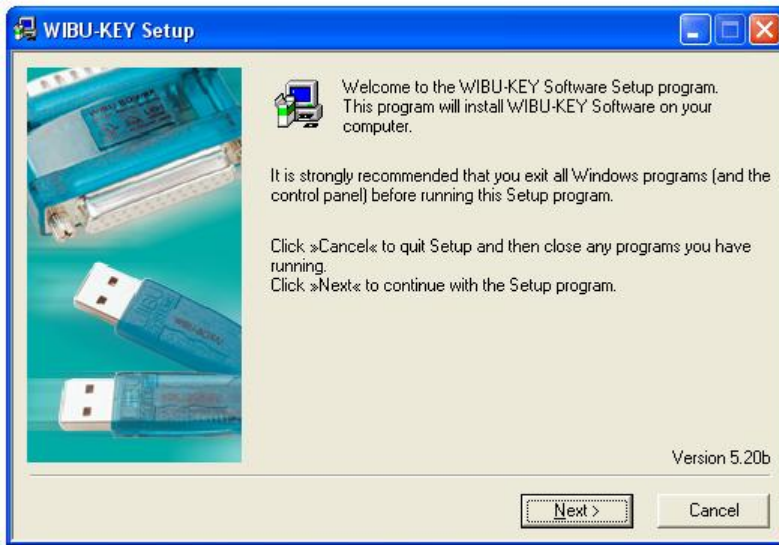 WIBU-KEY Setup
Welcome to the WIBU-KEY Software Setup program.
This program will install WIBU-KEY Software on your
computer.
It is strongly recommended that you exit all Windows programs (and the
control panel) before running this Setup program.
Click »Cancel« to quit Setup and then close any programs you have
running.
Click »Next« to continue with the Setup program.
Version 5.20b
Next >
Cancel